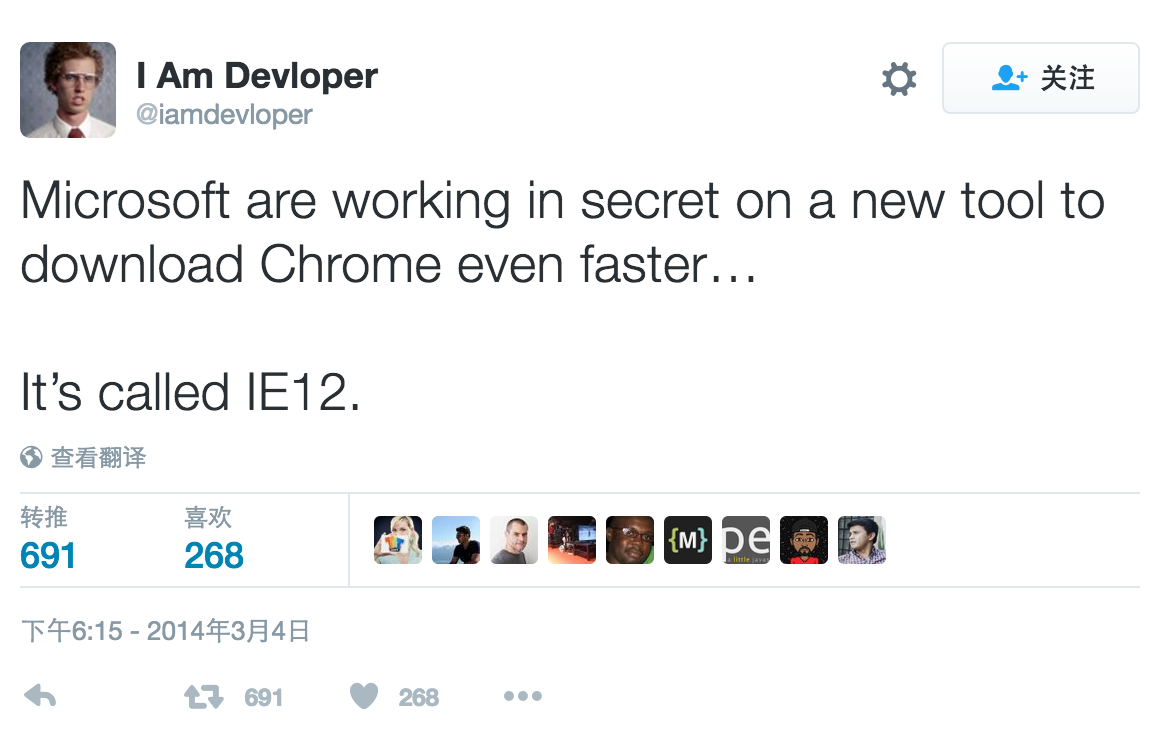 I Am Devloper
@iamdevloper
关注
Microsoft are working in secret on a new tool to
download Chrome even faster…
It’s called IE12.
查看翻译
转推 喜欢
691 268
{M}
pe
a little java
下午6:15 - 2014年3月4日
691 268